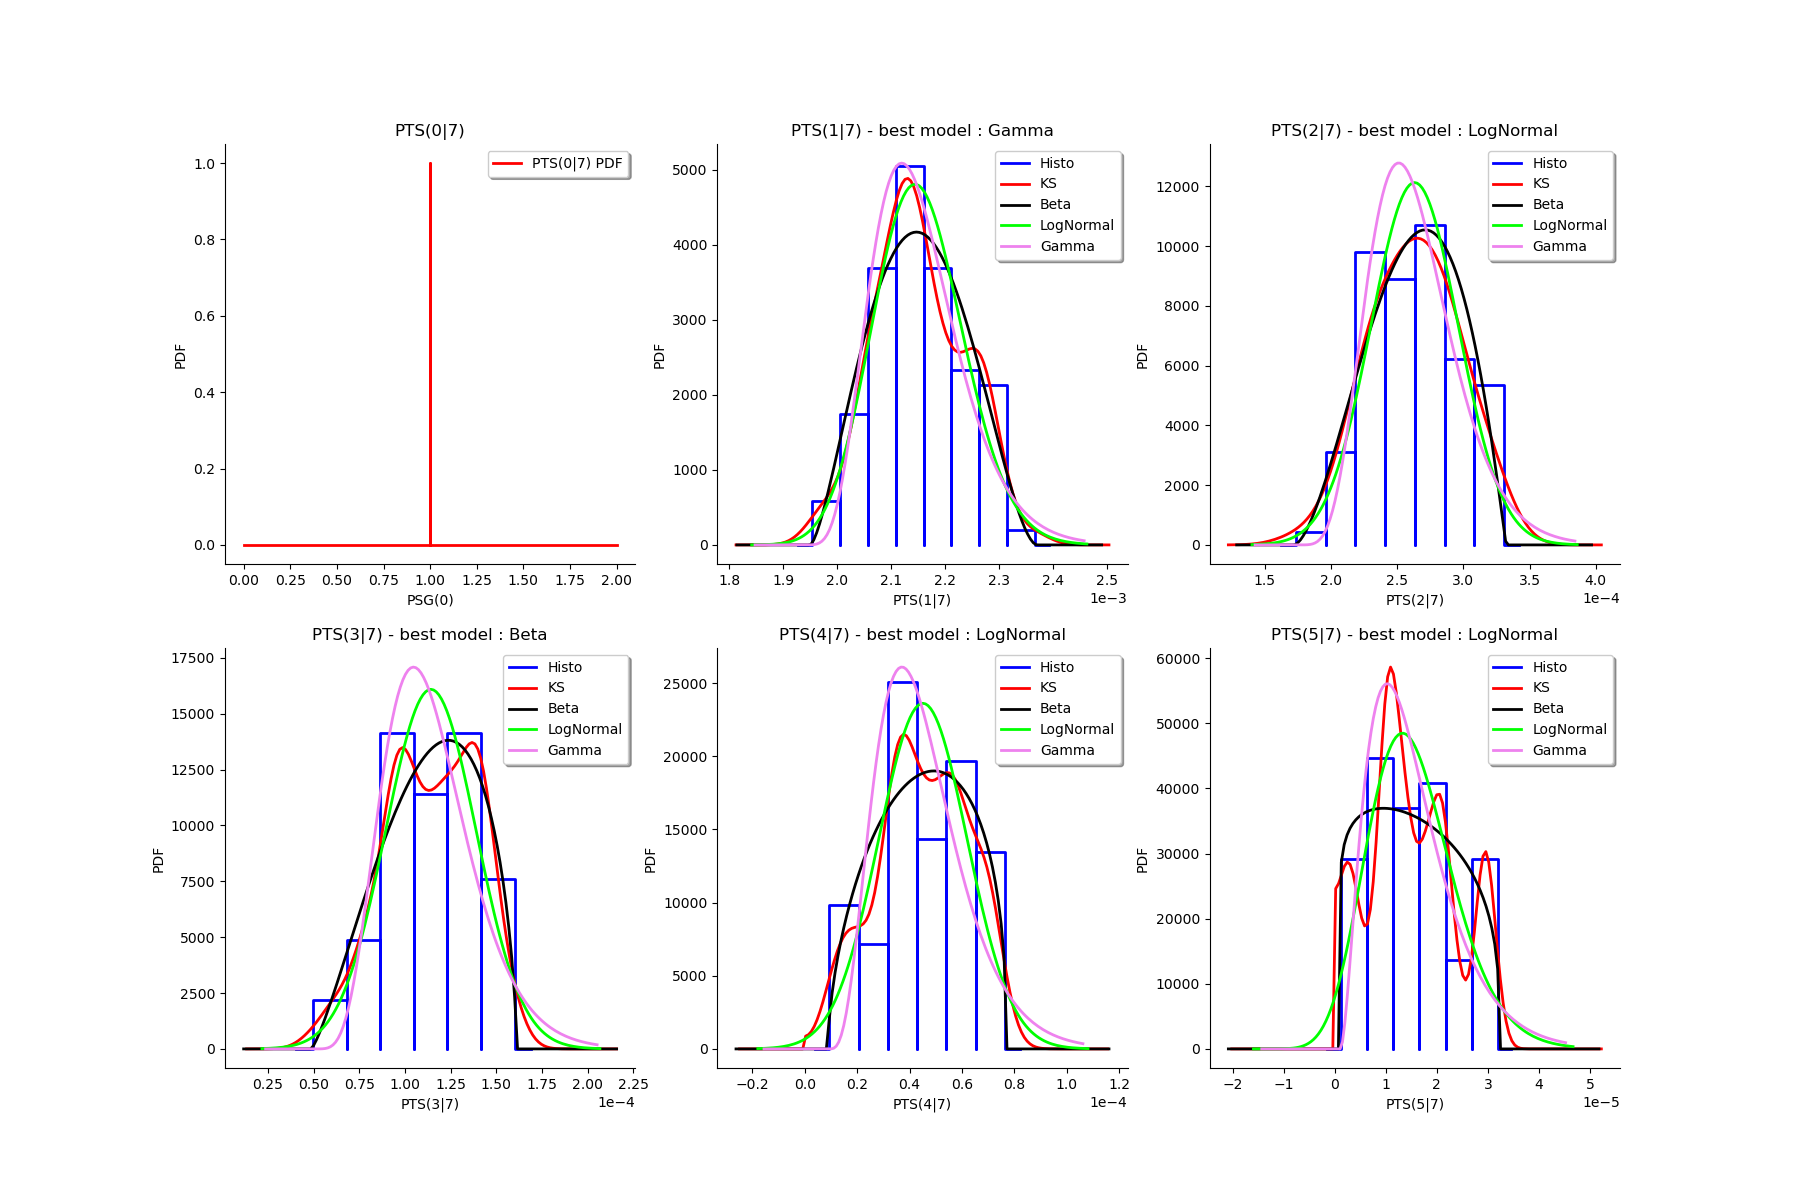 PTS(0|7)
1.0
0.8
0.6
0.4
0.2
0.0
PDF
0.00 0.25 0.50 0.75 1.00 1.25 1.50 1.75 2.00
PSG(0)
PTS(0|7) PDF
PTS(1|7) - best model : Gamma
5000
4000
3000
2000
1000
0
PDF
1.8 1.9 2.0 2.1 2.2 2.3 2.4 2.5
PTS(1|7)
1e−3
Histo
KS
Beta
LogNormal
Gamma
PTS(2|7) - best model : LogNormal
12000
10000
8000
6000
4000
2000
0
PDF
1.5 2.0 2.5 3.0 3.5 4.0
PTS(2|7)
1e−4
Histo
KS
Beta
LogNormal
Gamma
PTS(3|7) - best model : Beta
17500
15000
12500
10000
7500
5000
2500
0
PDF
0.25 0.50 0.75 1.00 1.25 1.50 1.75 2.00 2.25
PTS(3|7)
1e−4
Histo
KS
Beta
LogNormal
Gamma
PTS(4|7) - best model : LogNormal
25000
20000
15000
10000
5000
0
PDF
−0.2 0.0 0.2 0.4 0.6 0.8 1.0 1.2
PTS(4|7)
1e−4
Histo
KS
Beta
LogNormal
Gamma
PTS(5|7) - best model : LogNormal
60000
50000
40000
30000
20000
10000
0
PDF
−2 −1 0 1 2 3 4 5
PTS(5|7)
1e−5
Histo
KS
Beta
LogNormal
Gamma